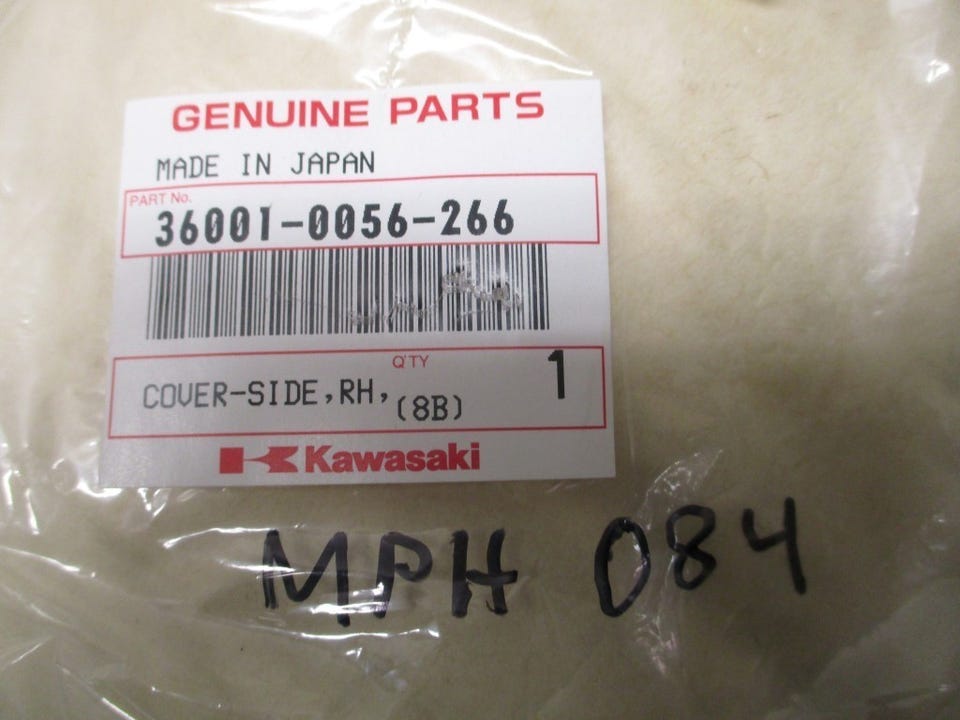 GENUINE PARTS
MADE IN JAPAN
PART No.
36001-0056-266
Q'TY
COVER-SIDE,RH, (8B) 1
Kawasaki
MPH 084